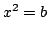 x² = b